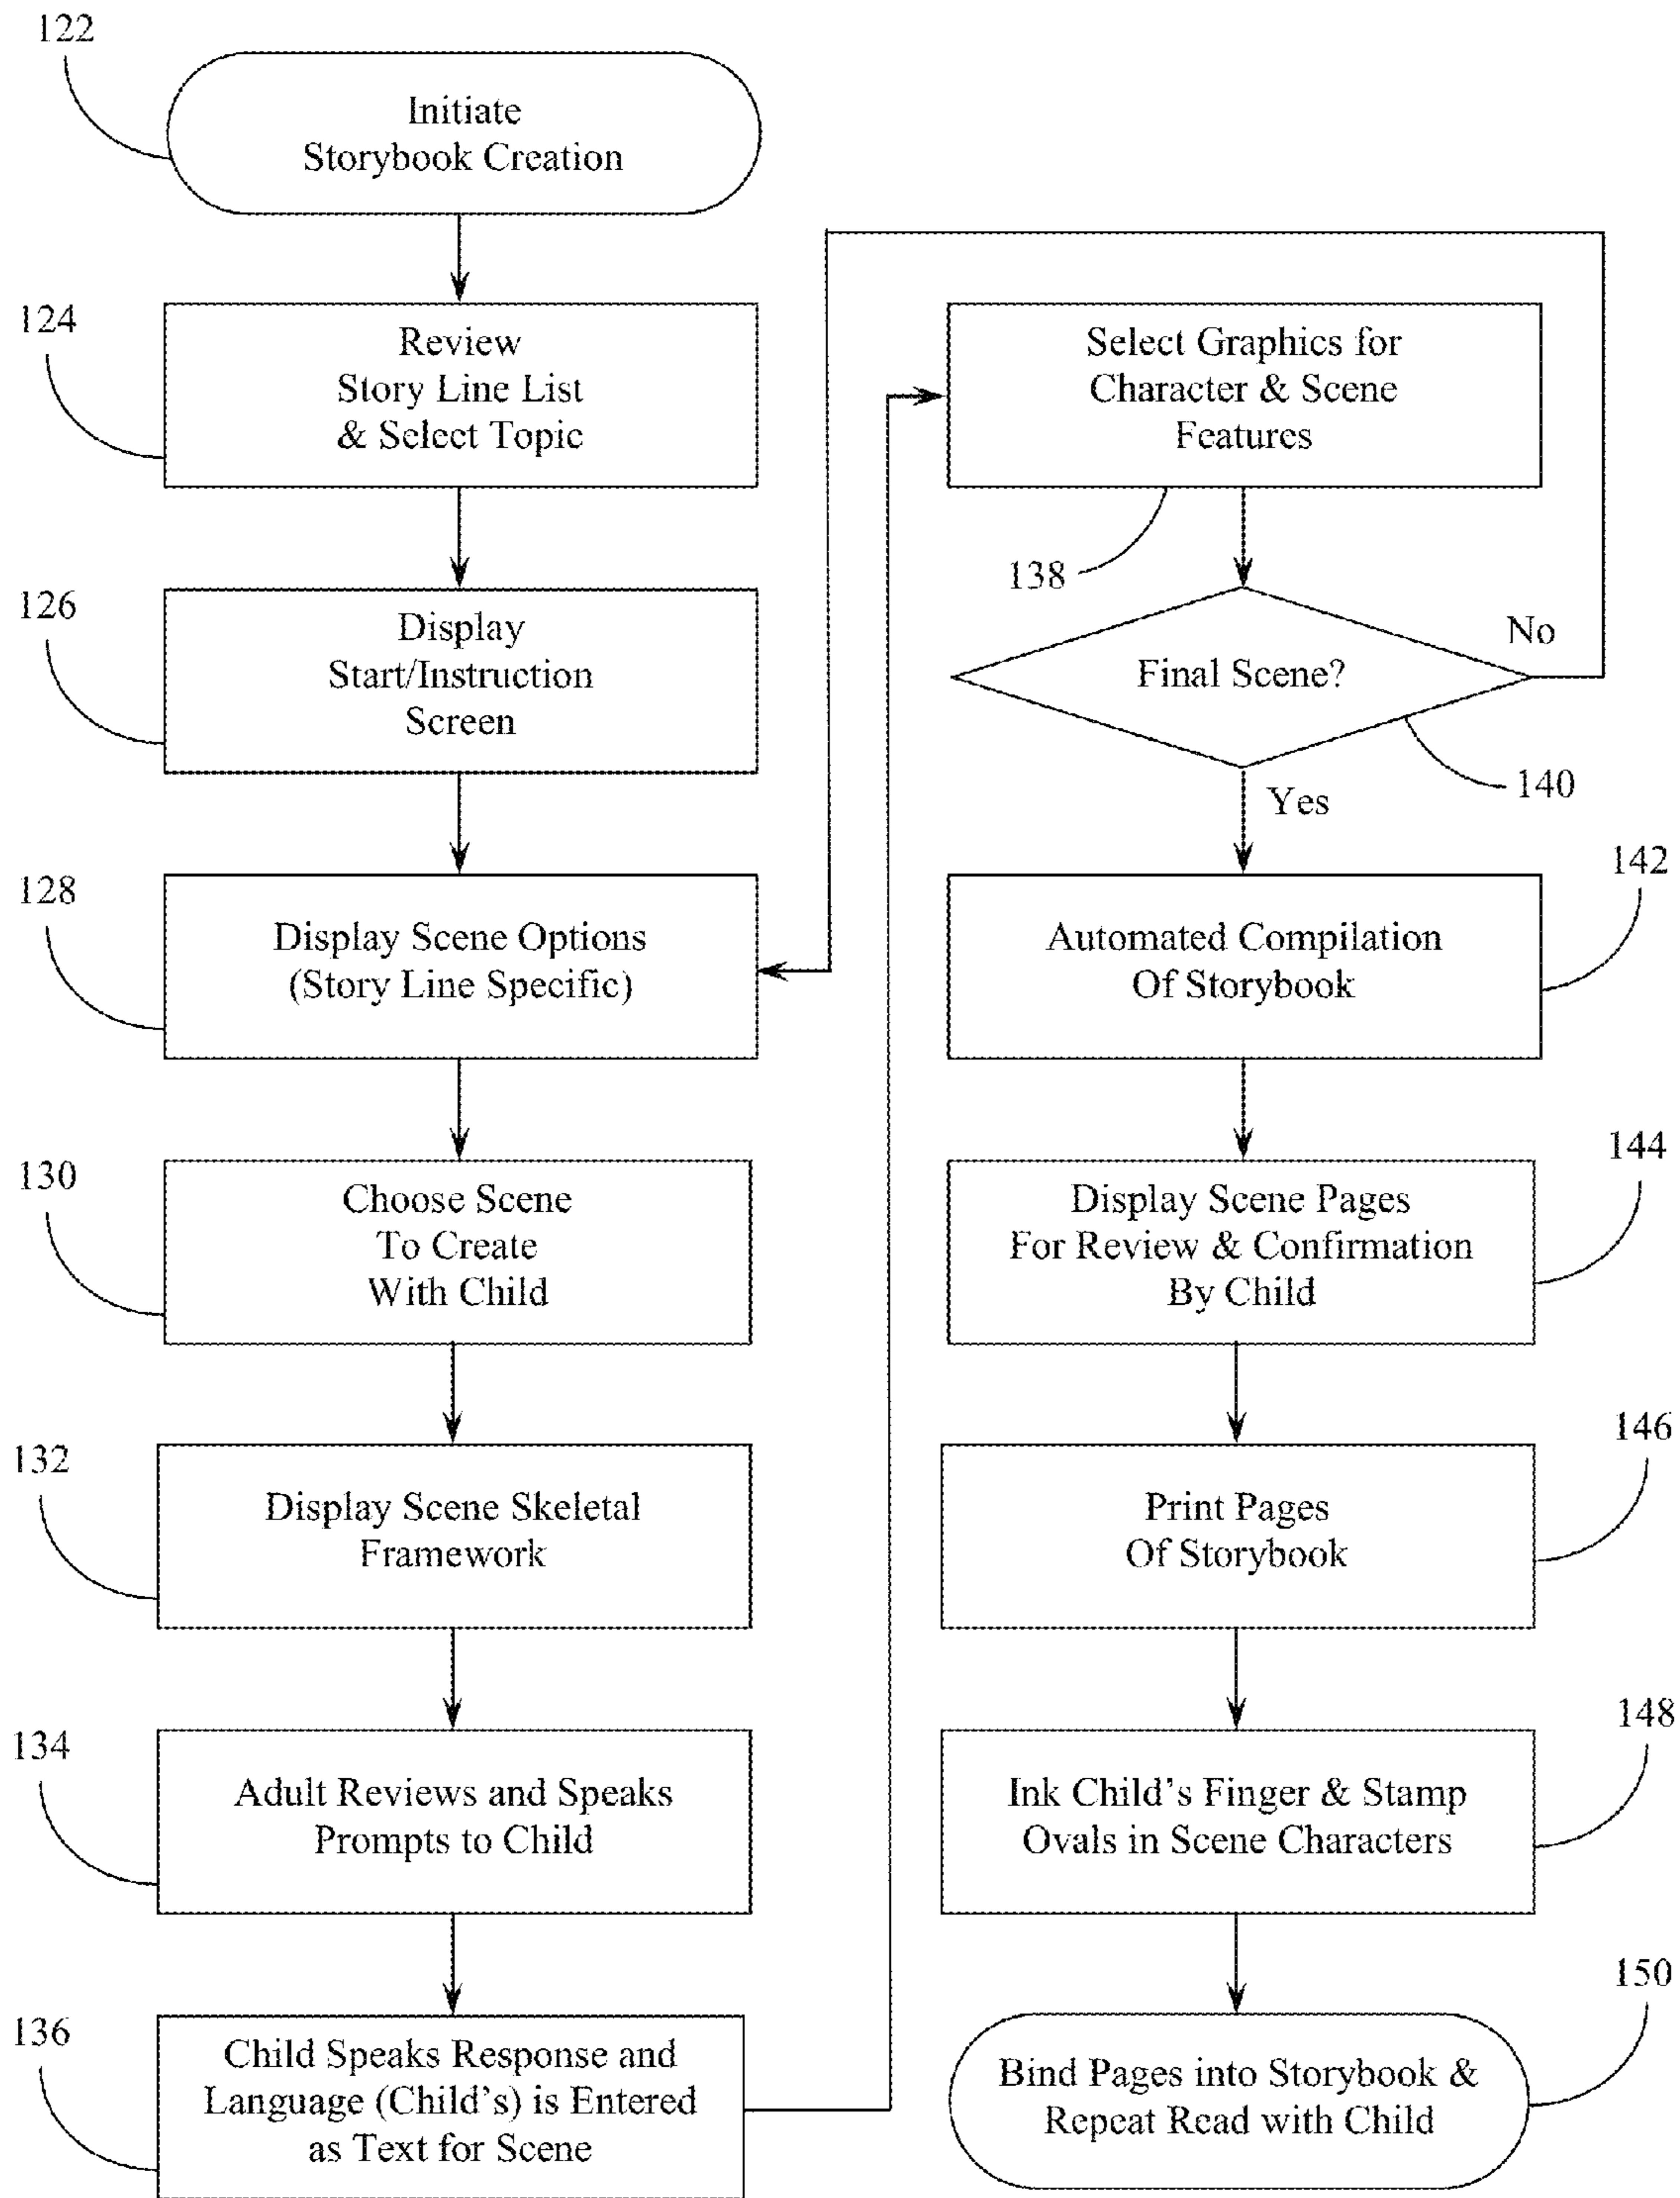 122
Initiate
Storybook Creation
124
Review
Story Line List
& Select Topic
126
Display
Start/Instruction
Screen
128
Display Scene Options
(Story Line Specific)
130
Choose Scene
To Create
With Child
132
Display Scene Skeletal
Framework
134
Adult Reviews and Speaks
Prompts to Child
136
Child Speaks Response and
Language (Child's) is Entered
as Text for Scene
Select Graphics for
Character & Scene
Features
138
Final Scene?
No
140
Yes
142
Automated Compilation
Of Storybook
144
Display Scene Pages
For Review & Confirmation
By Child
146
Print Pages
Of Storybook
148
Ink Child's Finger & Stamp
Ovals in Scene Characters
150
Bind Pages into Storybook &
Repeat Read with Child